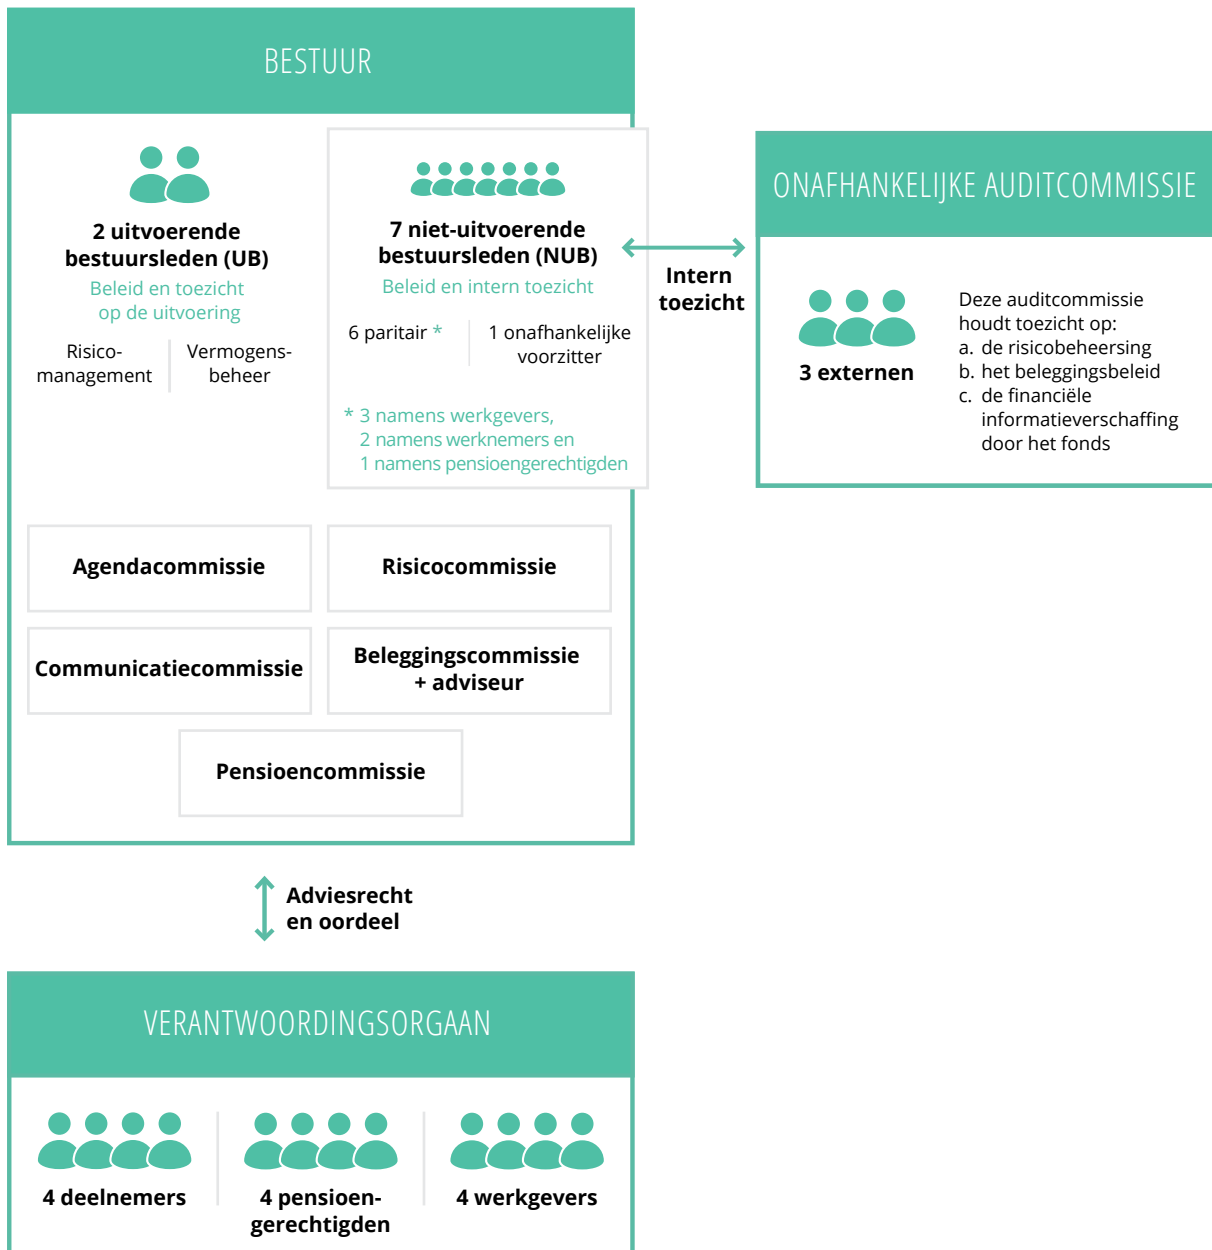 BESTUUR
2 uitvoerende
bestuursleden (UB)
Beleid en toezicht
op de uitvoering
Risico-
management
Vermogens-
beheer
7 niet-uitvoerende
bestuursleden (NUB)
Beleid en intern toezicht
6 paritair *
1 onafhankelijke
voorzitter
* 3 namens werkgevers,
2 namens werknemers en
1 namens pensioengerechtigden
Intern
toezicht
ONAFHANKELIJKE AUDITCOMMISSIE
3 externen
Deze auditcommissie
houdt toezicht op:
a. de risicobeheersing
b. het beleggingsbeleid
c. de financiële
informatieverschaffing
door het fonds
Agendacommissie
Risicocommissie
Communicatiecommissie
Beleggingscommissie
+ adviseur
Pensioencommissie
Adviesrecht
en oordeel
VERANTWOORDINGSORGAAN
4 deelnemers
4 pensioen-
gerechtigden
4 werkgevers